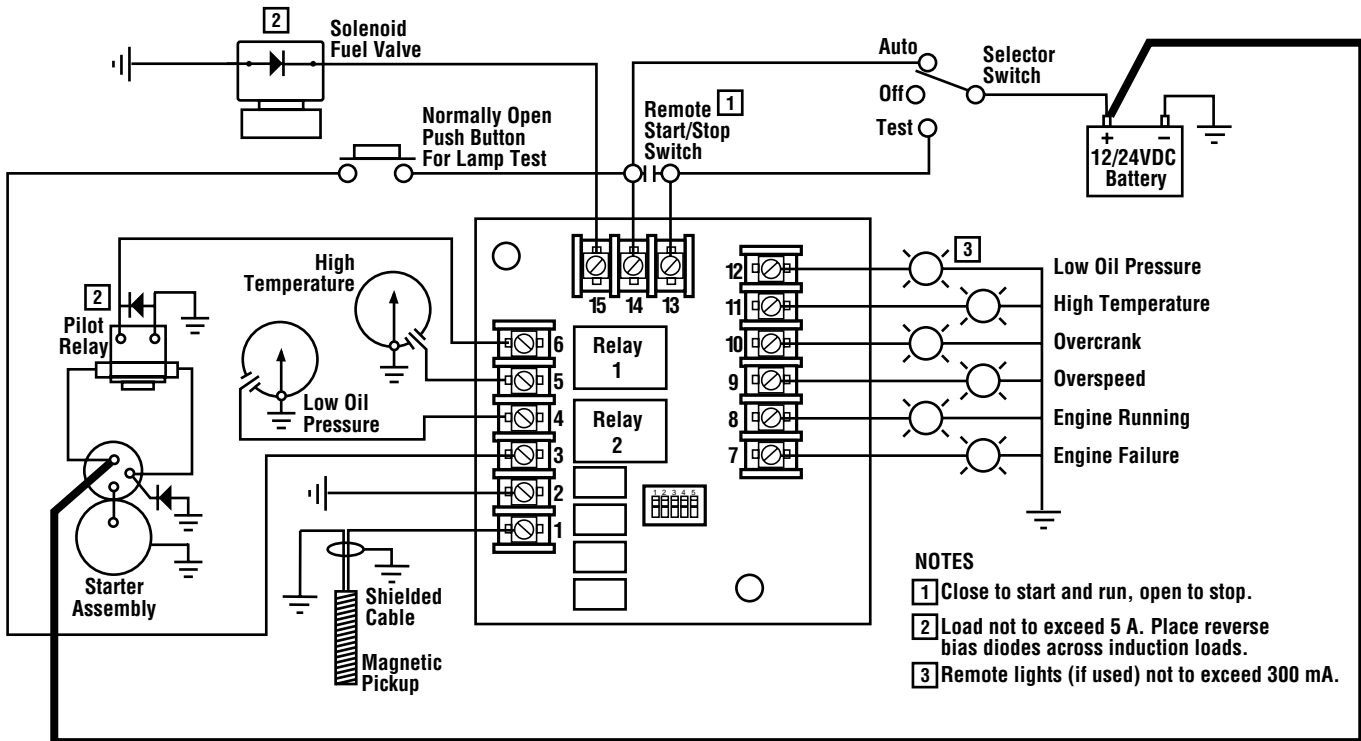 2
Solenoid
Fuel Valve
Auto
Selector
Switch
Off
Test
Normally Open
Push Button
For Lamp Test
Remote 1
Start/Stop
Switch
+ −
12/24VDC
Battery
High
Temperature
2
Pilot
Relay
Low Oil
Pressure
15 14 13
6
5
4
3
2
1
Relay
1
Relay
2
1 2 3 4 5
12
11
10
9
8
7
3
Low Oil Pressure
High Temperature
Overcrank
Overspeed
Engine Running
Engine Failure
Starter
Assembly
Shielded
Cable
Magnetic
Pickup
NOTES
1 Close to start and run, open to stop.
2 Load not to exceed 5 A. Place reverse
bias diodes across induction loads.
3 Remote lights (if used) not to exceed 300 mA.